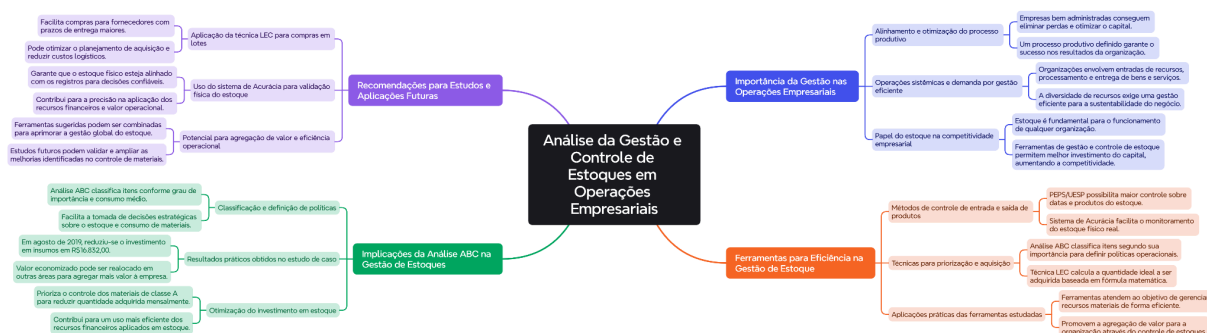 Análise da Gestão e
Controle de
Estoques em
Operações
Empresariais
Importância da Gestão nas
Operações Empresariais
Alinhamento e otimização do processo
produtivo
Empresas bem administradas conseguem
eliminar perdas e otimizar o capital.
Um processo produtivo definido garante o
sucesso nos resultados da organização.
Operações sistêmicas e demanda por gestão
eficiente
Organizações envolvem entradas de recursos,
processamento e entrega de bens e serviços.
A diversidade de recursos exige uma gestão
eficiente para a sustentabilidade do negócio.
Papel do estoque na competitividade
empresarial
Estoque é fundamental para o funcionamento
de qualquer organização.
Ferramentas de gestão e controle de estoque
permitem melhor investimento do capital,
aumentando a competitividade.
Ferramentas para Eficiência na
Gestão de Estoque
Métodos de controle de entrada e saída de
produtos
PEPS/UESP possibilita maior controle sobre
datas e produtos do estoque.
Sistema de Acurácia facilita o monitoramento
do estoque físico real.
Técnicas para priorização e aquisição
Análise ABC classifica itens segundo sua
importância para definir políticas operacionais.
Técnica LEC calcula a quantidade ideal a ser
adquirida baseada em fórmula matemática.
Aplicações práticas das ferramentas estudadas
Ferramentas atendem ao objetivo de gerenciar
recursos materiais de forma eficiente.
Promovem a agregação de valor para a
organização através do controle de estoques.
Recomendações para Estudos e
Aplicações Futuras
Aplicação da técnica LEC para compras em
lotes
Facilita compras para fornecedores com
prazos de entrega maiores.
Pode otimizar o planejamento de aquisição e
reduzir custos logísticos.
Uso do sistema de Acurácia para validação
física do estoque
Garante que o estoque físico esteja alinhado
com os registros para decisões confiáveis.
Contribui para a precisão na aplicação dos
recursos financeiros e valor operacional.
Potencial para agregação de valor e eficiência
operacional
Ferramentas sugeridas podem ser combinadas
para aprimorar a gestão global do estoque.
Estudos futuros podem validar e ampliar as
melhorias identificadas no controle de materiais.
Implicações da Análise ABC na
Gestão de Estoques
Classificação e definição de políticas
Análise ABC classifica itens conforme grau de
importância e consumo médio.
Facilita a tomada de decisões estratégicas
sobre o estoque e consumo de materiais.
Resultados práticos obtidos no estudo de caso
Em agosto de 2019, reduziu-se o investimento
em insumos em R$16.832,00.
Valor economizado pode ser realocado em
outras áreas para agregar mais valor à empresa.
Otimização do investimento em estoque
Prioriza o controle dos materiais de classe A
para reduzir quantidade adquirida mensalmente.
Contribui para um uso mais eficiente dos
recursos financeiros aplicados em estoque.